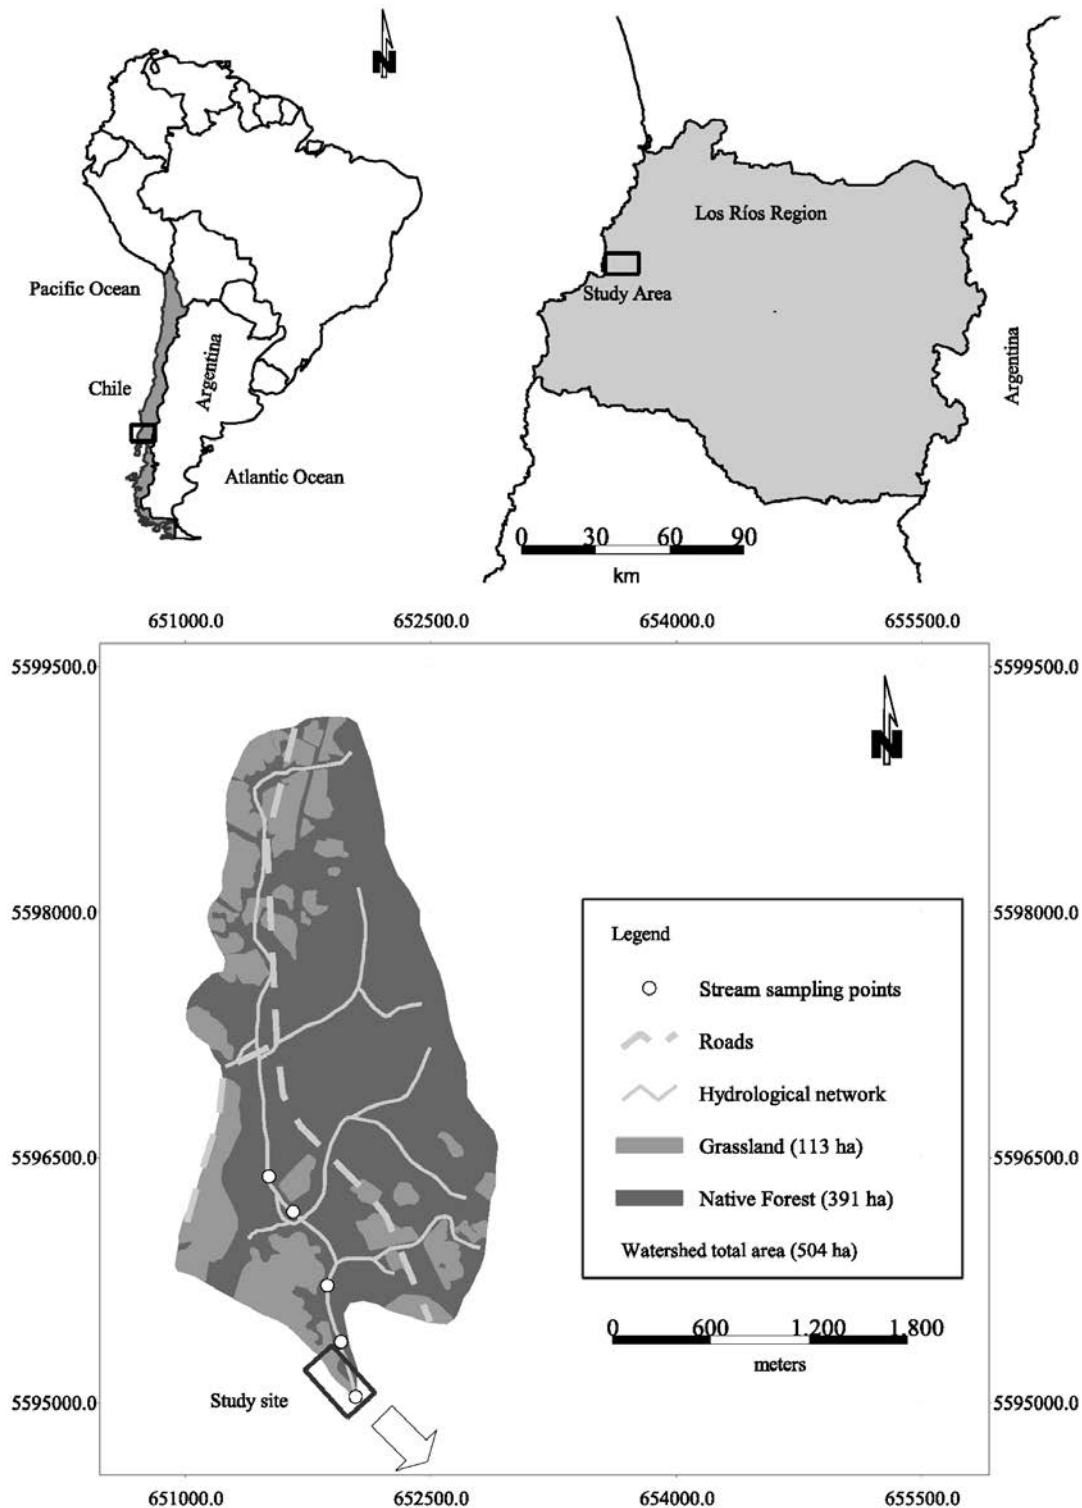 N
Pacific Ocean
Chile
Argentina
Atlantic Ocean
Los Ríos Region
Study Area
Argentina
0 30 60 90
km
651000.0 652500.0 654000.0 655500.0
5599500.0 5599500.0
N
5598000.0 5598000.0
Legend
Stream sampling points
Roads
Hydrological network
Grassland (113 ha)
Native Forest (391 ha)
Watershed total area (504 ha)
5596500.0 5596500.0
0 600 1.200 1.800
meters
Study site
5595000.0 5595000.0
651000.0 652500.0 654000.0 655500.0